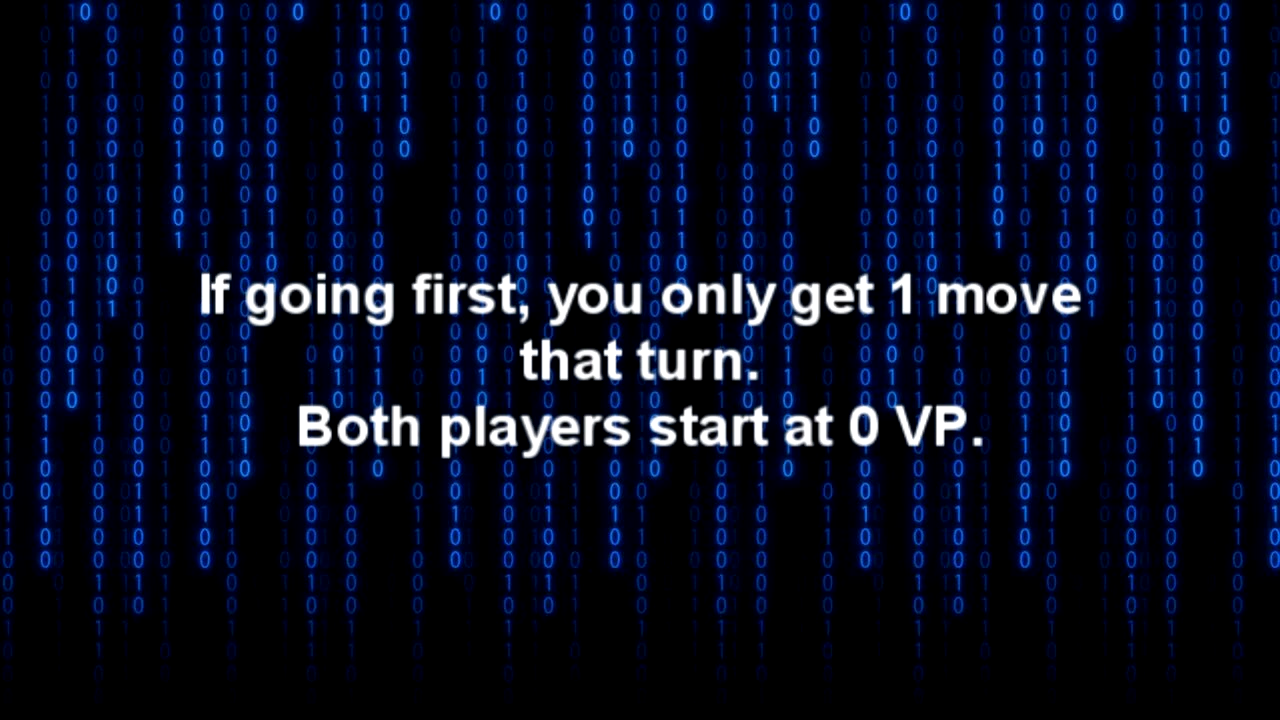 If going first, you only get 1 move
that turn.
Both players start at 0 VP.